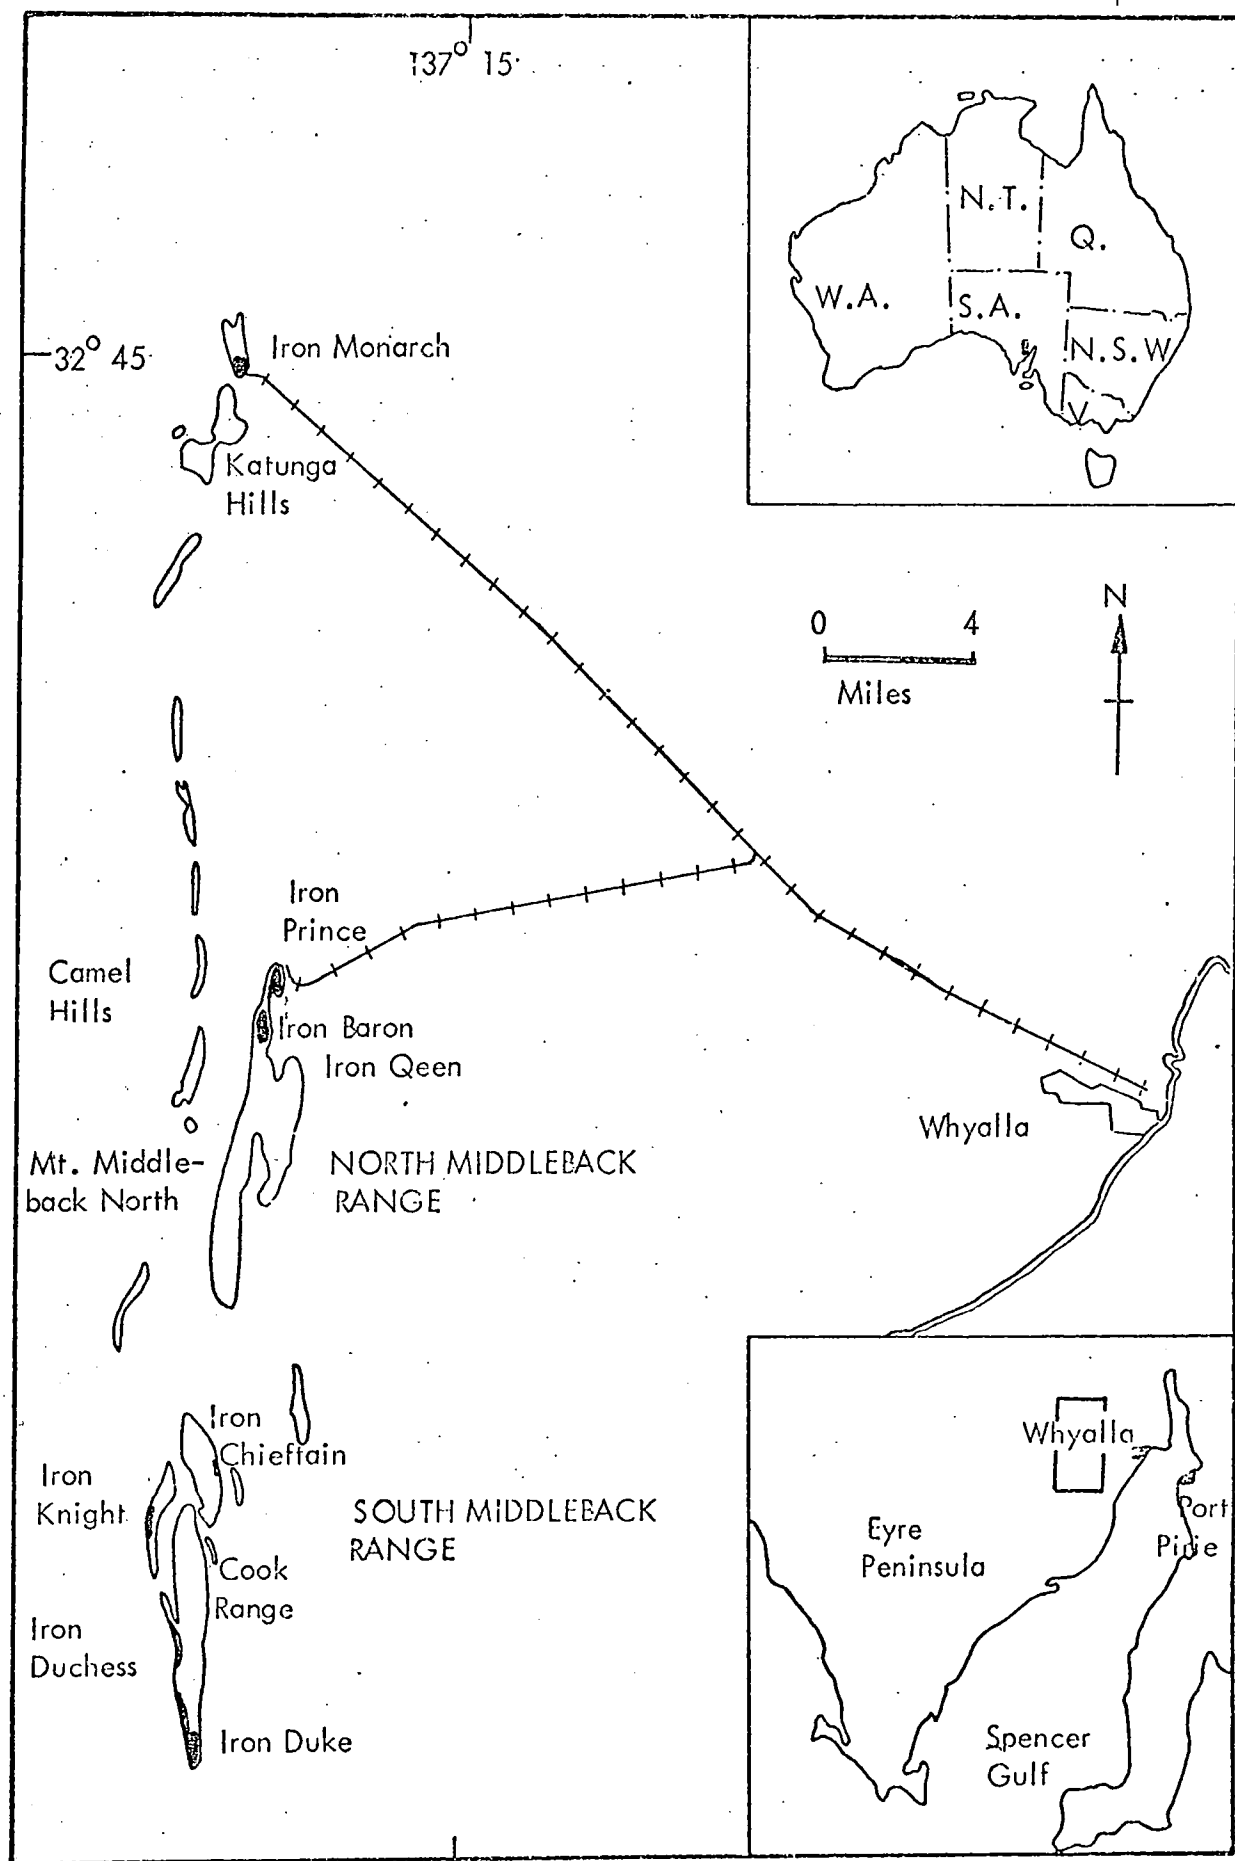 137° 15
N.T.
Q.
W.A.
S.A.
N.S.W
V
32° 45
Iron Monarch
Katunga
Hills
N
0 4
Miles
Iron
Prince
Camel
Hills
Iron Baron
Iron Qeen
Whyalla
Mt. Middle-
back North
NORTH MIDDLEBACK
RANGE
Iron
Chieftain
Iron
Knight
SOUTH MIDDLEBACK
RANGE
Cook
Range
Iron
Duchess
Iron Duke
Whyalla
Port
Pirie
Eyre
Peninsula
Spencer
Gulf